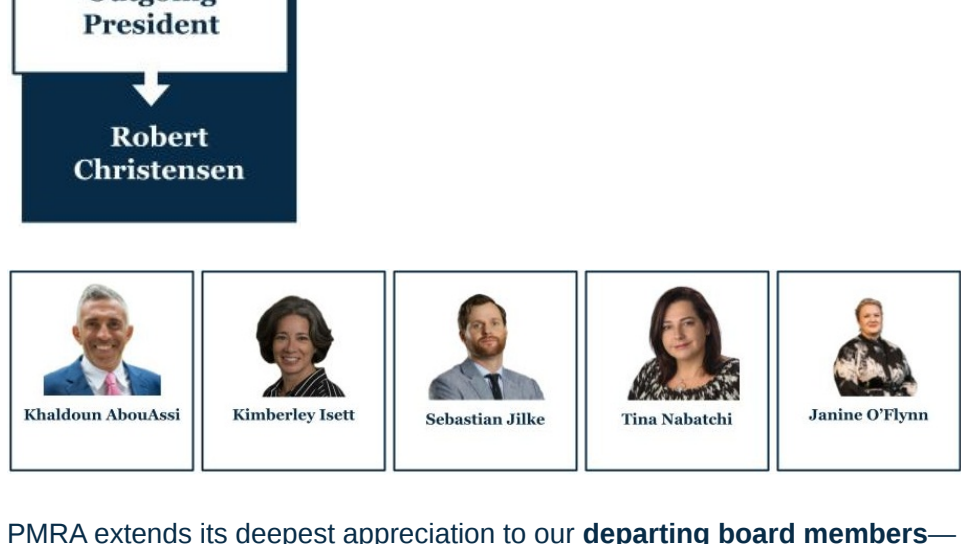 Outgoing
President
Robert
Christensen
Khaldoun AbouAssi
Kimberley Isett
Sebastian Jilke
Tina Nabatchi
Janine O'Flynn
PMRA extends its deepest appreciation to our departing board members—